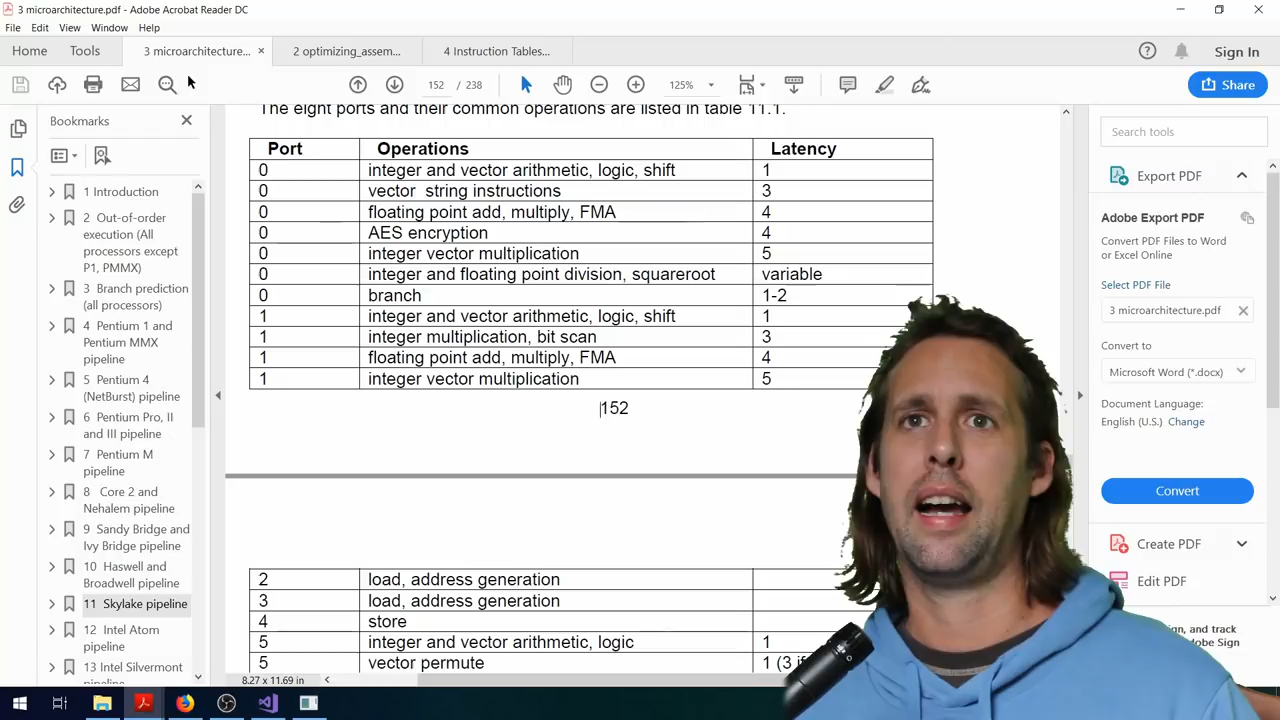 3 microarchitecture.pdf - Adobe Acrobat Reader DC
File Edit View Window Help
Home Tools 3 microarchitecture... × 2 optimizing_assem... 4 Instruction Tables... Sign In
152 / 238 125% Share
Bookmarks
1 Introduction
2 Out-of-order
execution (All
processors except
P1, PMMX)
3 Branch prediction
(all processors)
4 Pentium 1 and
Pentium MMX
pipeline
5 Pentium 4
(NetBurst) pipeline
6 Pentium Pro, II
and III pipeline
7 Pentium M
pipeline
8 Core 2 and
Nehalem pipeline
9 Sandy Bridge and
Ivy Bridge pipeline
10 Haswell and
Broadwell pipeline
11 Skylake pipeline
12 Intel Atom
pipeline
13 Intel Silvermont
The eight ports and their common operations are listed in table 11.1.
Port Operations Latency
0 integer and vector arithmetic, logic, shift 1
0 vector string instructions 3
0 floating point add, multiply, FMA 4
0 AES encryption 4
0 integer vector multiplication 5
0 integer and floating point division, squareroot variable
0 branch 1-2
1 integer and vector arithmetic, logic, shift 1
1 integer multiplication, bit scan 3
1 floating point add, multiply, FMA 4
1 integer vector multiplication 5
152
2 load, address generation
3 load, address generation
4 store
5 integer and vector arithmetic, logic 1
5 vector permute 1 (3 i
8.27 x 11.69 in
Search tools
Export PDF
Adobe Export PDF
Convert PDF Files to Word
or Excel Online
Select PDF File
3 microarchitecture.pdf
Convert to
Microsoft Word (*.docx)
Document Language:
English (U.S.) Change
Convert
Create PDF
Edit PDF
sign, and track
Adobe Sign